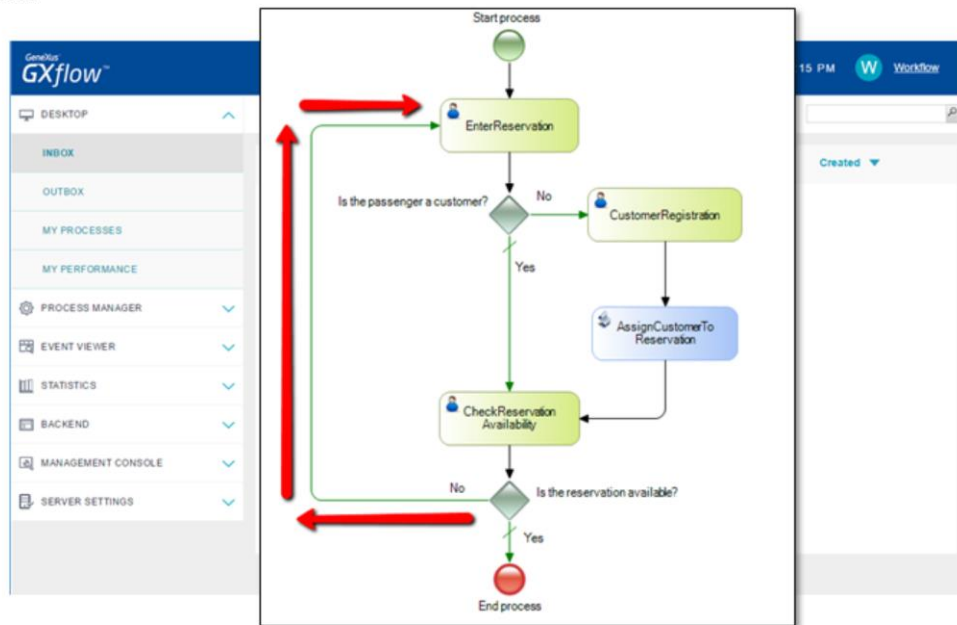 Start process
GeneXus
GXflow™
15 PM
W
Workflow
DESKTOP
INBOX
OUTBOX
MY PROCESSES
MY PERFORMANCE
PROCESS MANAGER
EVENT VIEWER
STATISTICS
BACKEND
MANAGEMENT CONSOLE
SERVER SETTINGS
Created
EnterReservation
Is the passenger a customer?
No
CustomerRegistration
Yes
AssignCustomerTo
Reservation
CheckReservation
Availability
No
Is the reservation available?
Yes
End process